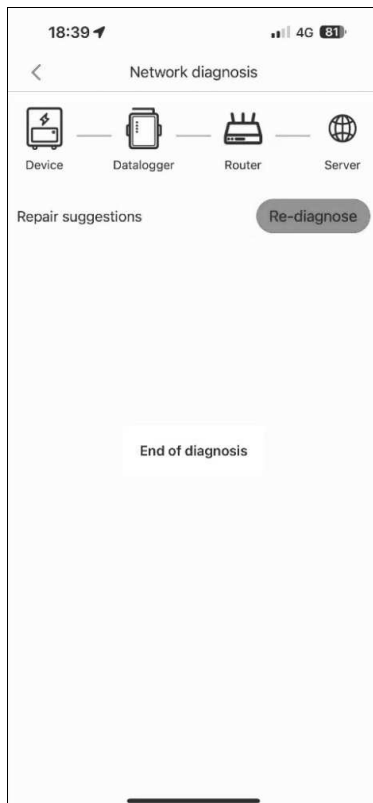 18:39 4G 81
Network diagnosis
Device Datalogger Router Server
Repair suggestions Re-diagnose
End of diagnosis